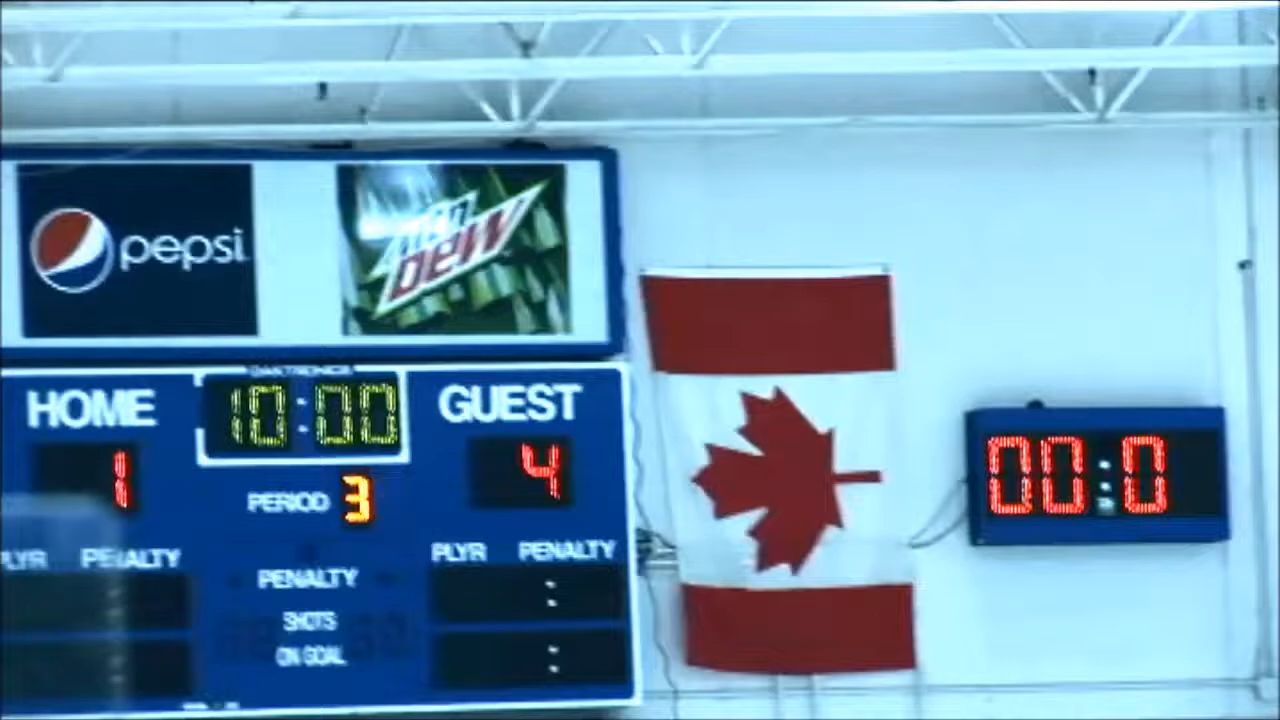 pepsi
mtn
DEW
DAKTRONICS
HOME
10:00
GUEST
1
PERIOD 3
4
00:0
PLYR PENALTY
PLYR PENALTY
PENALTY
SHOTS
ON GOAL